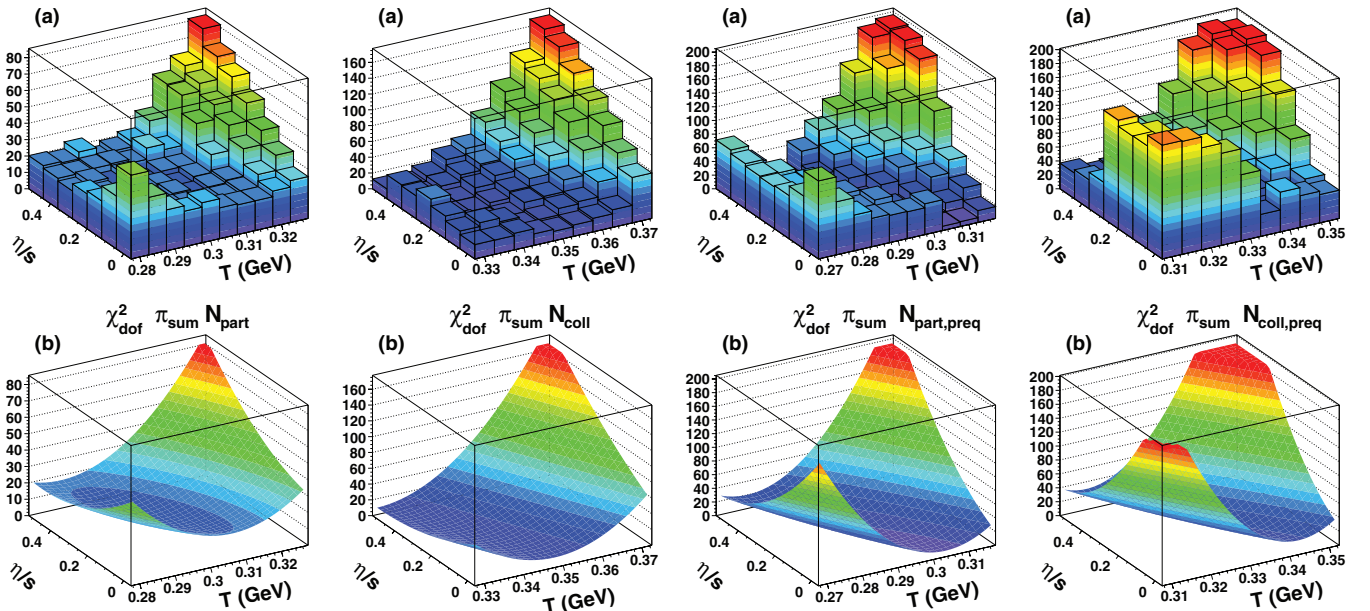 (a) (a) (a) (a)
80 160 200 200
70 140 180 180
60 120 160 160
50 100 140 140
40 80 120 120
30 60 100 100
20 40 80 80
10 20 60 60
0 0 40 40
20 20
0 0
0.4 0.2 0 0.4 0.2 0 0.4 0.2 0 0.4 0.2 0
η/s η/s η/s η/s
0.28 0.29 0.3 0.31 0.32 0.33 0.34 0.35 0.36 0.37 0.27 0.28 0.29 0.3 0.31 0.31 0.32 0.33 0.34 0.35
T (GeV) T (GeV) T (GeV) T (GeV)
χ²dof πsum Npart χ²dof πsum Ncoll χ²dof πsum Npart,preq χ²dof πsum Ncoll,preq
(b) (b) (b) (b)
80 160 200 200
70 140 180 180
60 120 160 160
50 100 140 140
40 80 120 120
30 60 100 100
20 40 80 80
10 20 60 60
0 0 40 40
20 20
0 0
0.4 0.2 0 0.4 0.2 0 0.4 0.2 0 0.4 0.2 0
η/s η/s η/s η/s
0.28 0.29 0.3 0.31 0.32 0.33 0.34 0.35 0.36 0.37 0.27 0.28 0.29 0.3 0.31 0.31 0.32 0.33 0.34 0.35
T (GeV) T (GeV) T (GeV) T (GeV)